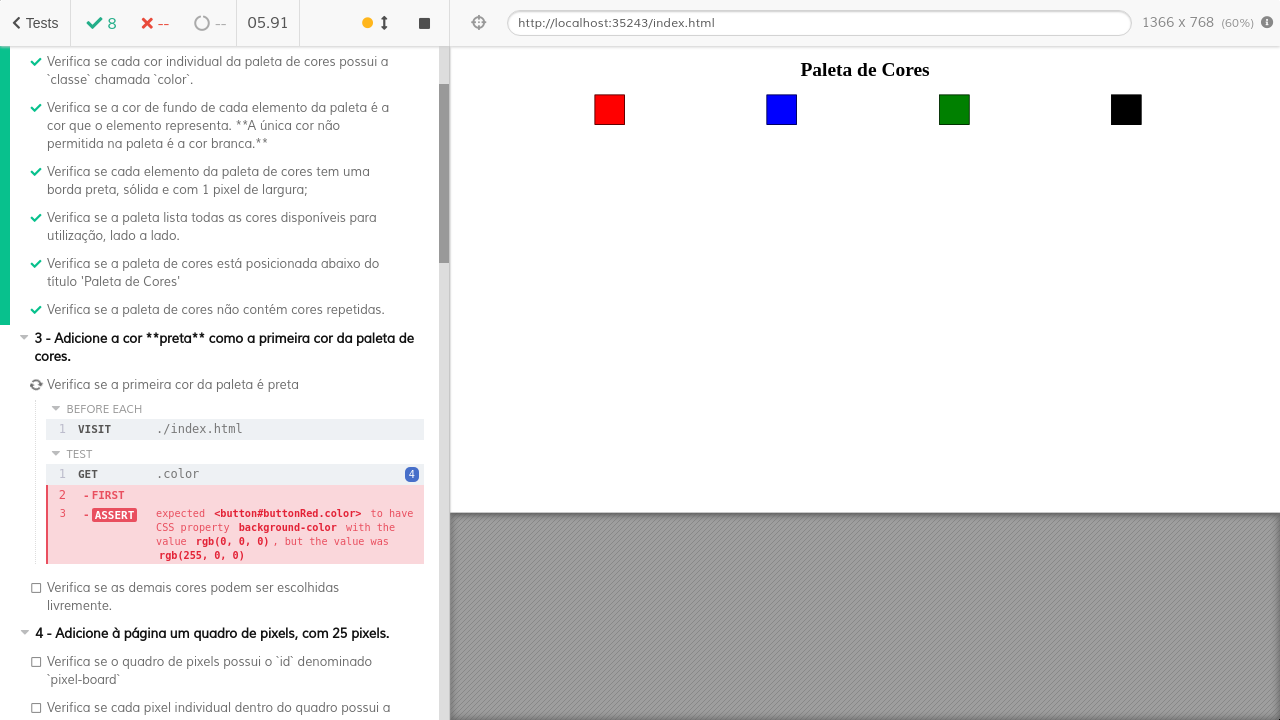 Tests
8
--
--
05.91
http://localhost:35243/index.html
1366 x 768 (60%)
Verifica se cada cor individual da paleta de cores possui a
`classe` chamada `color`.
Verifica se a cor de fundo de cada elemento da paleta é a
cor que o elemento representa. **A única cor não
permitida na paleta é a cor branca.**
Verifica se cada elemento da paleta de cores tem uma
borda preta, sólida e com 1 pixel de largura;
Verifica se a paleta lista todas as cores disponíveis para
utilização, lado a lado.
Verifica se a paleta de cores está posicionada abaixo do
título 'Paleta de Cores'
Verifica se a paleta de cores não contém cores repetidas.
3 - Adicione a cor **preta** como a primeira cor da paleta de
cores.
Verifica se a primeira cor da paleta é preta
BEFORE EACH
1 VISIT ./index.html
TEST
1 GET .color 4
2 - FIRST
3 - ASSERT expected <button#buttonRed.color> to have
CSS property background-color with the
value rgb(0, 0, 0) , but the value was
rgb(255, 0, 0)
Verifica se as demais cores podem ser escolhidas
livremente.
4 - Adicione à página um quadro de pixels, com 25 pixels.
Verifica se o quadro de pixels possui o `id` denominado
`pixel-board`
Verifica se cada pixel individual dentro do quadro possui a
Paleta de Cores